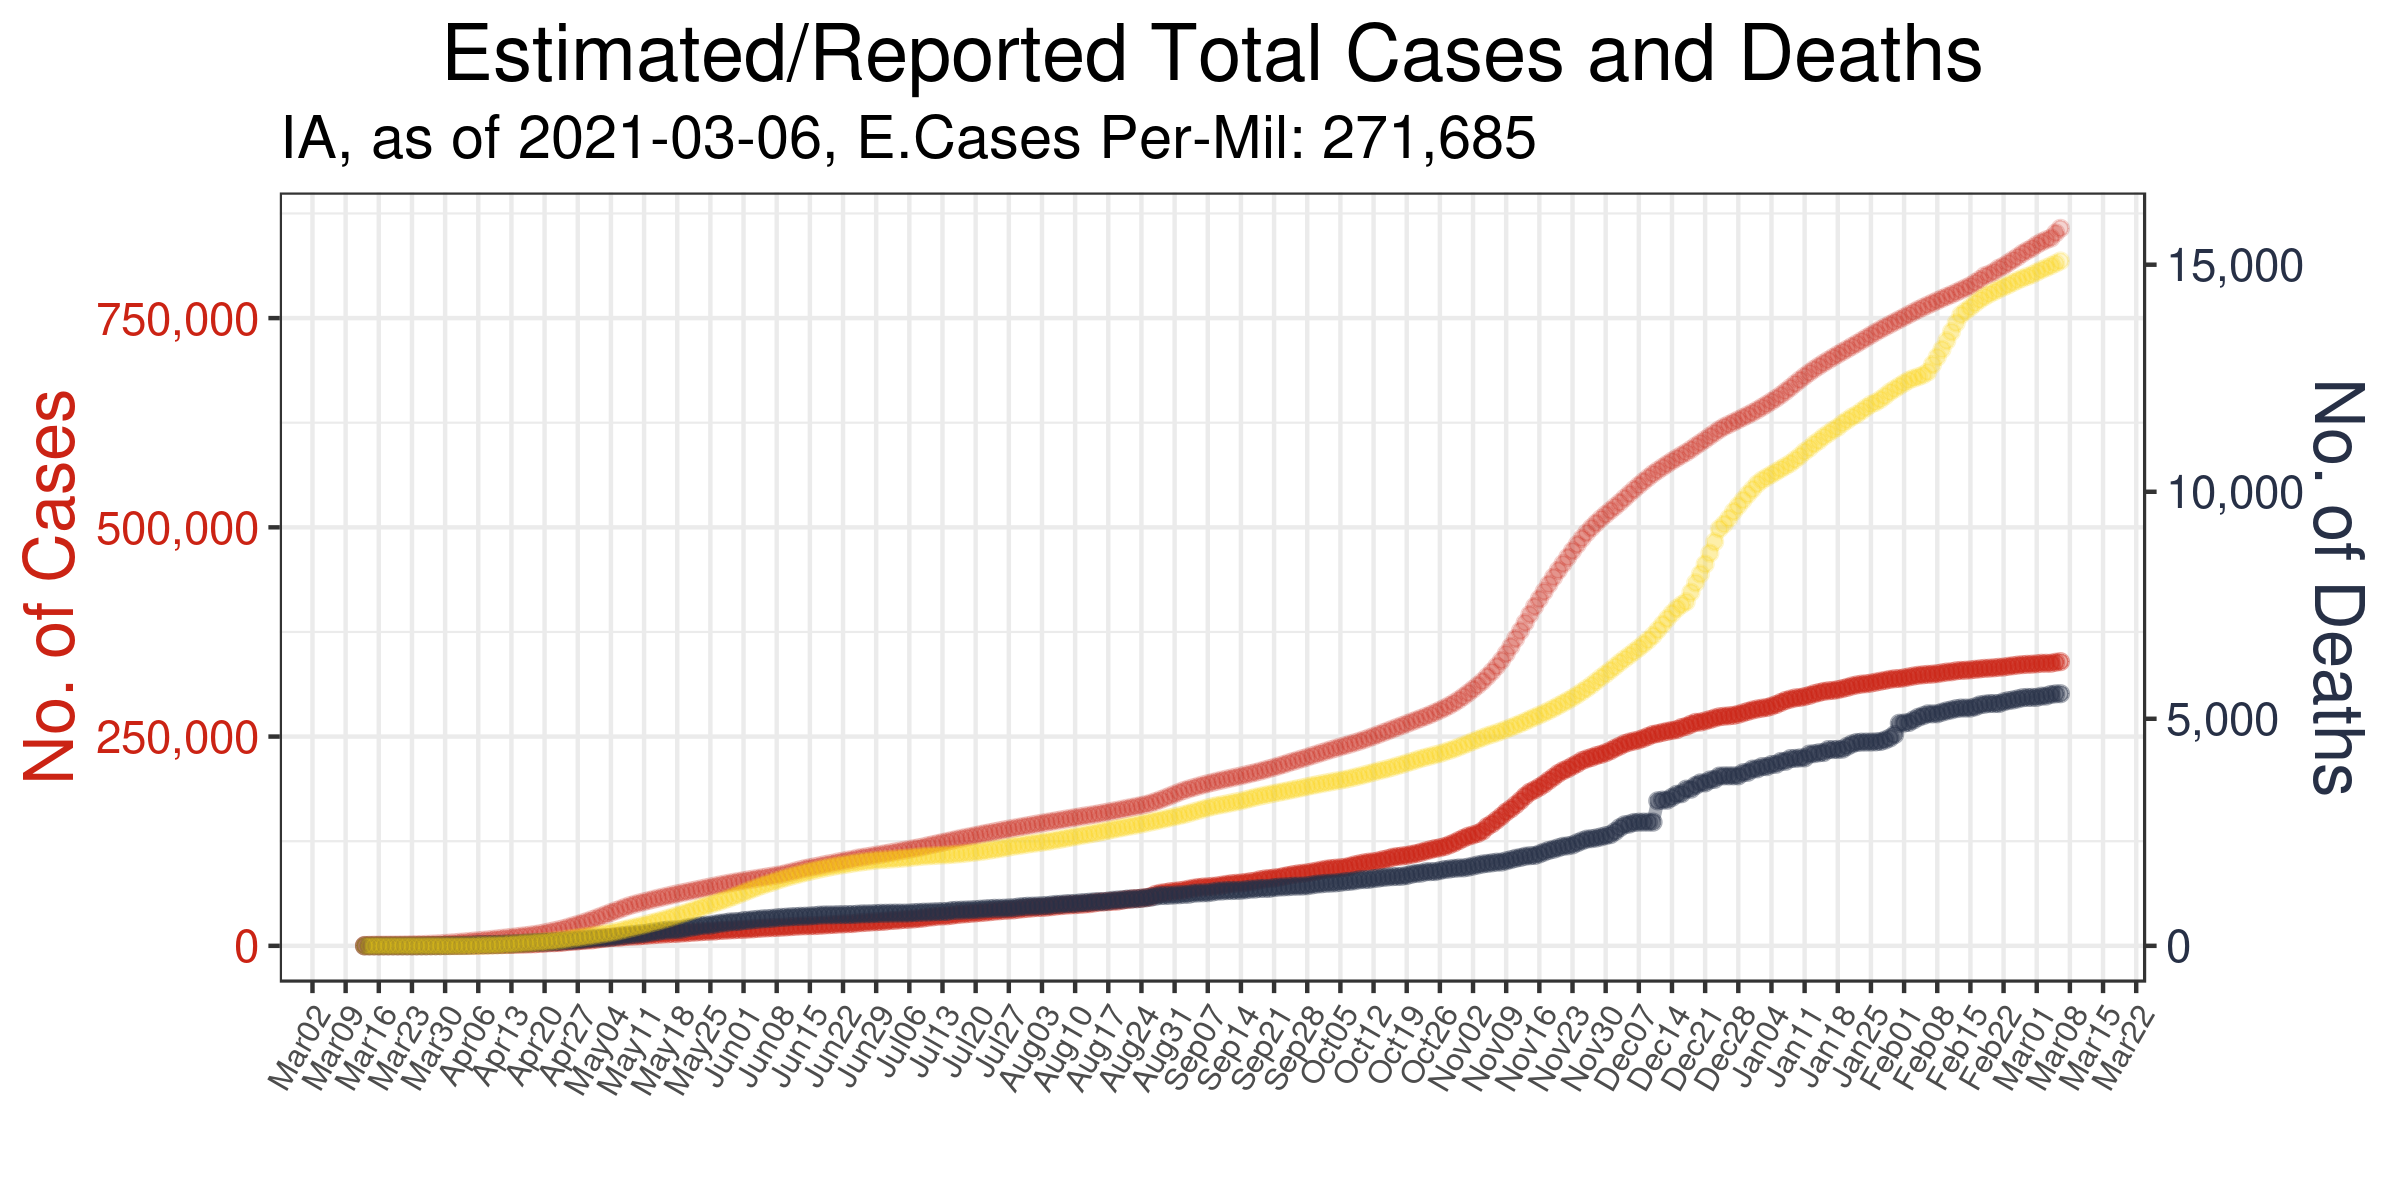 Estimated/Reported Total Cases and Deaths
IA, as of 2021-03-06, E.Cases Per-Mil: 271,685
No. of Cases
750,000
500,000
250,000
0
15,000
10,000
5,000
0
No. of Deaths
Mar02
Mar09
Mar16
Mar23
Mar30
Apr06
Apr13
Apr20
Apr27
May04
May11
May18
May25
Jun01
Jun08
Jun15
Jun22
Jun29
Jul06
Jul13
Jul20
Jul27
Aug03
Aug10
Aug17
Aug24
Aug31
Sep07
Sep14
Sep21
Sep28
Oct05
Oct12
Oct19
Oct26
Nov02
Nov09
Nov16
Nov23
Nov30
Dec07
Dec14
Dec21
Dec28
Jan04
Jan11
Jan18
Jan25
Feb01
Feb08
Feb15
Feb22
Mar01
Mar08
Mar15
Mar22